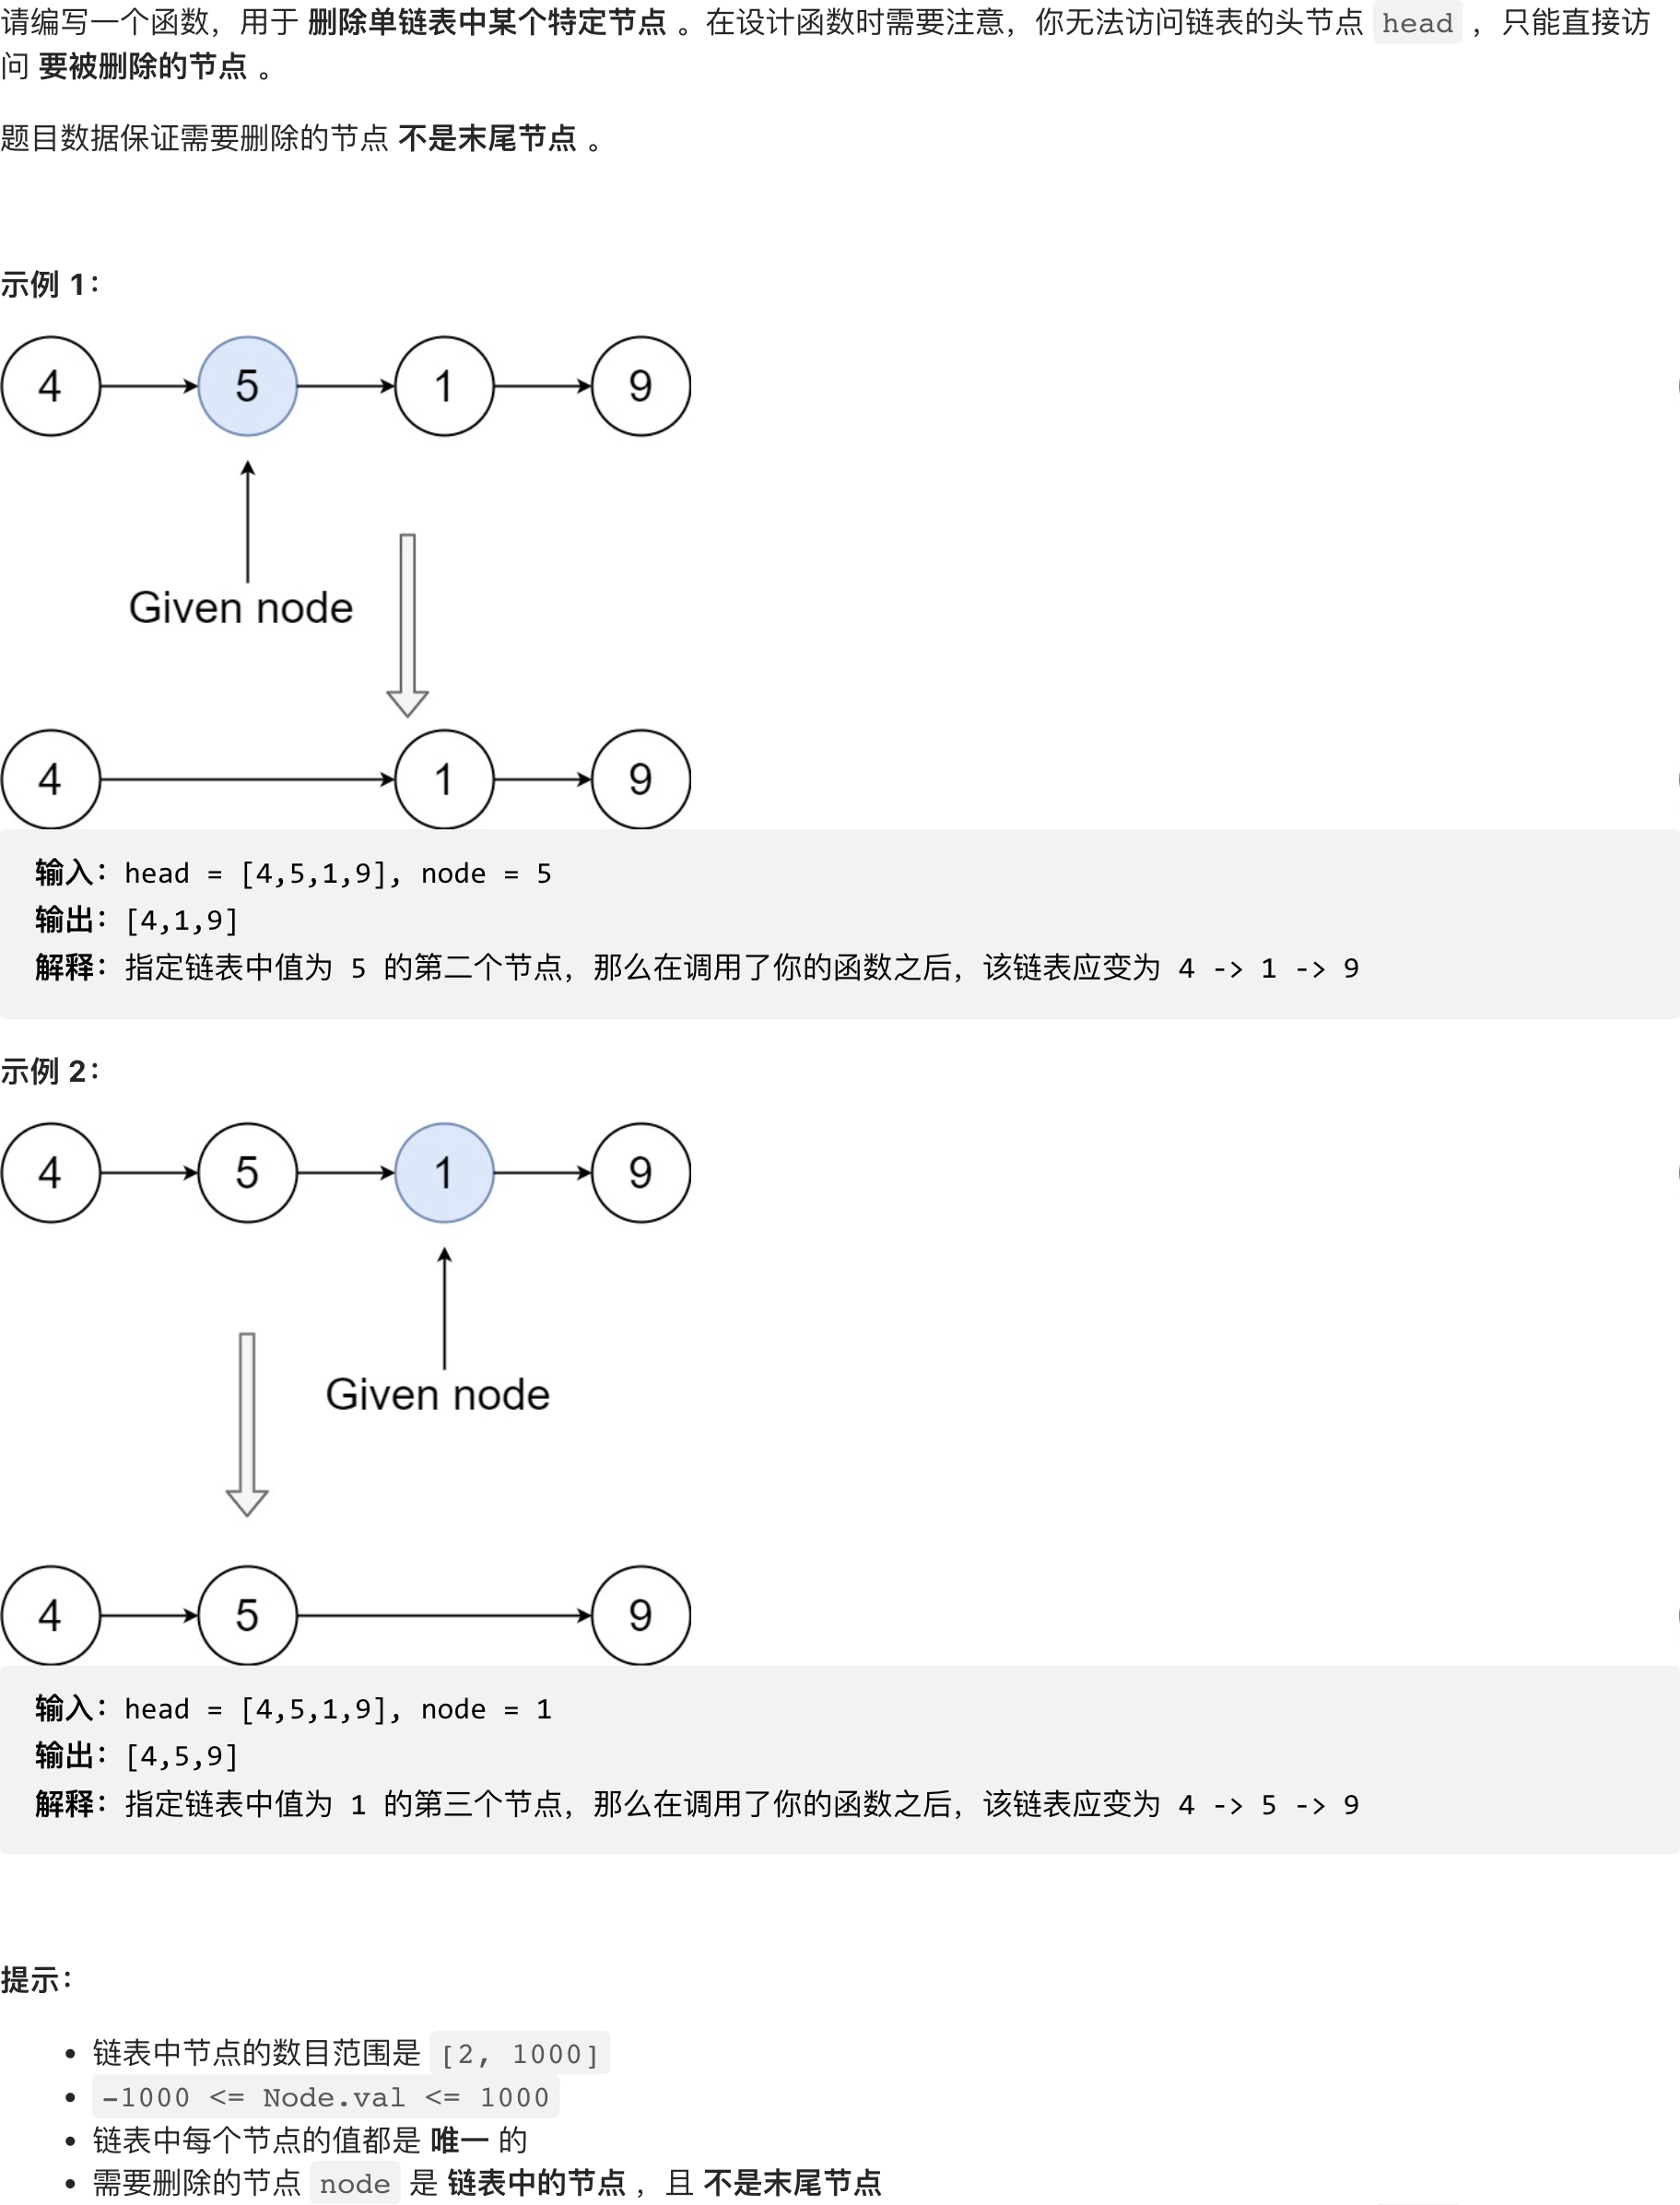 请编写一个函数，用于 删除单链表中某个特定节点 。在设计函数时需要注意，你无法访问链表的头节点 head ，只能直接访
问 要被删除的节点 。
题目数据保证需要删除的节点 不是末尾节点 。
示例 1：
4 5 1 9
Given node
4 1 9
输入：head = [4,5,1,9], node = 5
输出：[4,1,9]
解释：指定链表中值为 5 的第二个节点，那么在调用了你的函数之后，该链表应变为 4 -> 1 -> 9
示例 2：
4 5 1 9
Given node
4 5 9
输入：head = [4,5,1,9], node = 1
输出：[4,5,9]
解释：指定链表中值为 1 的第三个节点，那么在调用了你的函数之后，该链表应变为 4 -> 5 -> 9
提示：
• 链表中节点的数目范围是 [2, 1000]
• -1000 <= Node.val <= 1000
• 链表中每个节点的值都是 唯一 的
• 需要删除的节点 node 是 链表中的节点 ，且 不是末尾节点